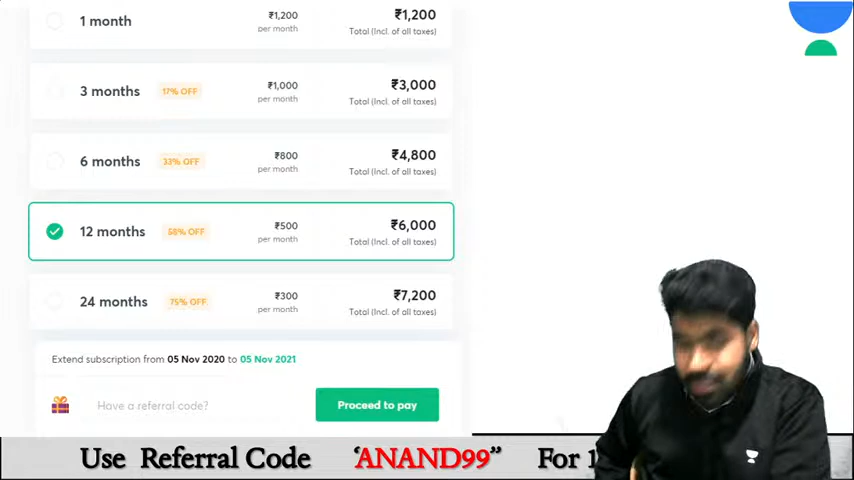 1 month ₹1,200 ₹1,200
per month Total (Incl. of all taxes)
3 months 17% OFF ₹1,000 ₹3,000
per month Total (Incl. of all taxes)
6 months 33% OFF ₹800 ₹4,800
per month Total (Incl. of all taxes)
12 months 58% OFF ₹500 ₹6,000
per month Total (Incl. of all taxes)
24 months 75% OFF ₹300 ₹7,200
per month Total (Incl. of all taxes)
Extend subscription from 05 Nov 2020 to 05 Nov 2021
Have a referral code? Proceed to pay
Use Referral Code ‘ANAND99” For 1